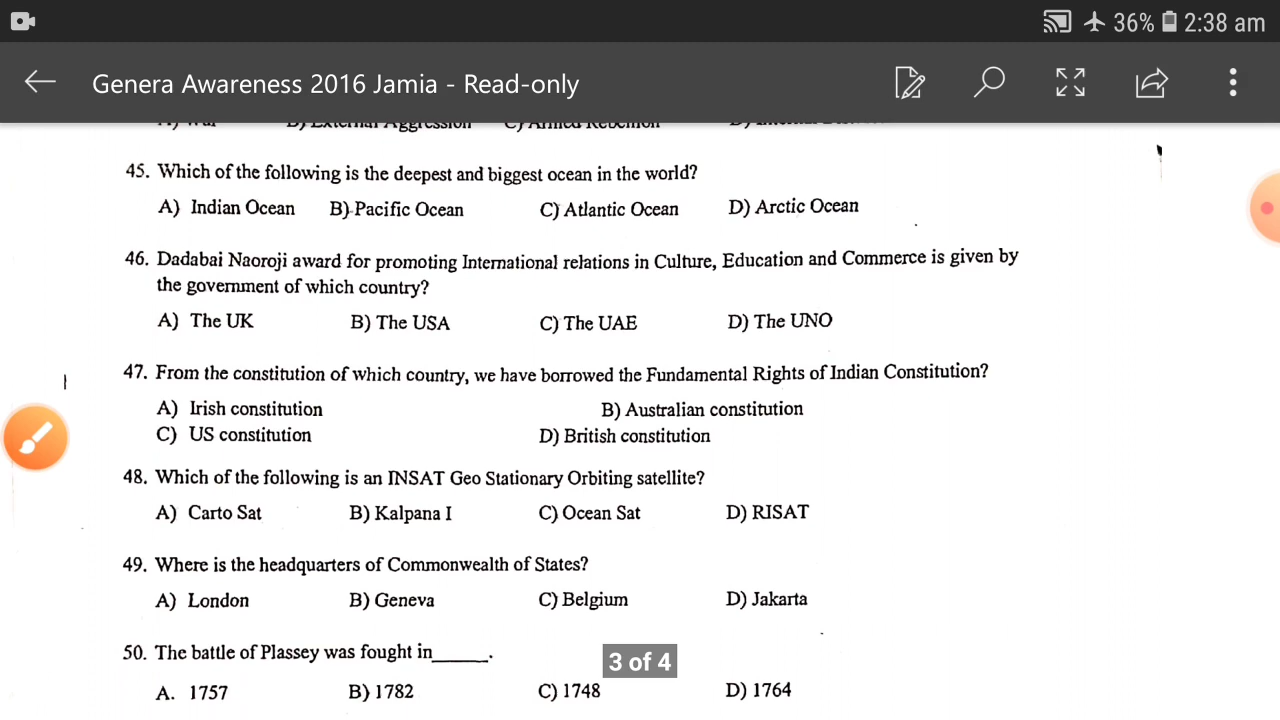 36% 2:38 am
Genera Awareness 2016 Jamia - Read-only
45. Which of the following is the deepest and biggest ocean in the world?
A) Indian Ocean B) Pacific Ocean C) Atlantic Ocean D) Arctic Ocean
46. Dadabai Naoroji award for promoting International relations in Culture, Education and Commerce is given by
the government of which country?
A) The UK B) The USA C) The UAE D) The UNO
47. From the constitution of which country, we have borrowed the Fundamental Rights of Indian Constitution?
A) Irish constitution B) Australian constitution
C) US constitution D) British constitution
48. Which of the following is an INSAT Geo Stationary Orbiting satellite?
A) Carto Sat B) Kalpana I C) Ocean Sat D) RISAT
49. Where is the headquarters of Commonwealth of States?
A) London B) Geneva C) Belgium D) Jakarta
50. The battle of Plassey was fought in_____.
3 of 4
A. 1757 B) 1782 C) 1748 D) 1764